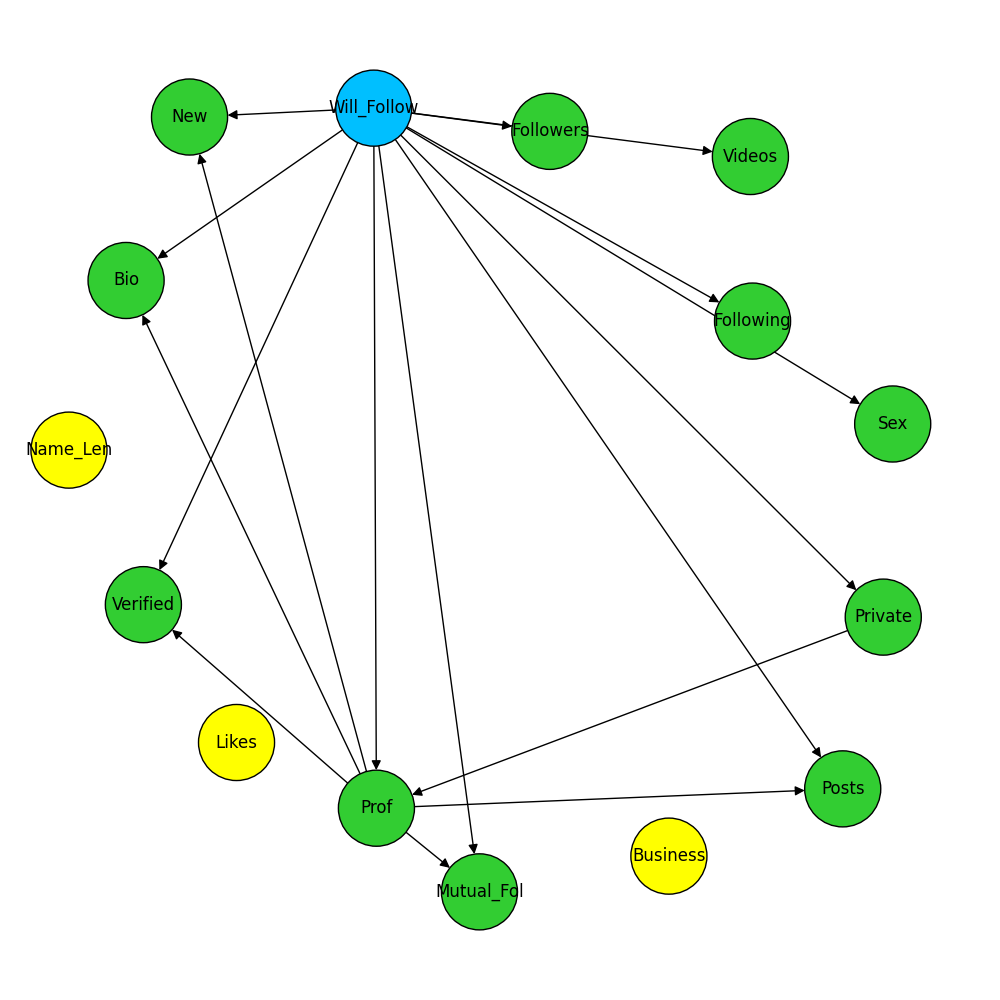 Will_Follow
New
Followers
Videos
Bio
Following
Sex
Name_Len
Verified
Private
Likes
Posts
Prof
Business
Mutual_Fol